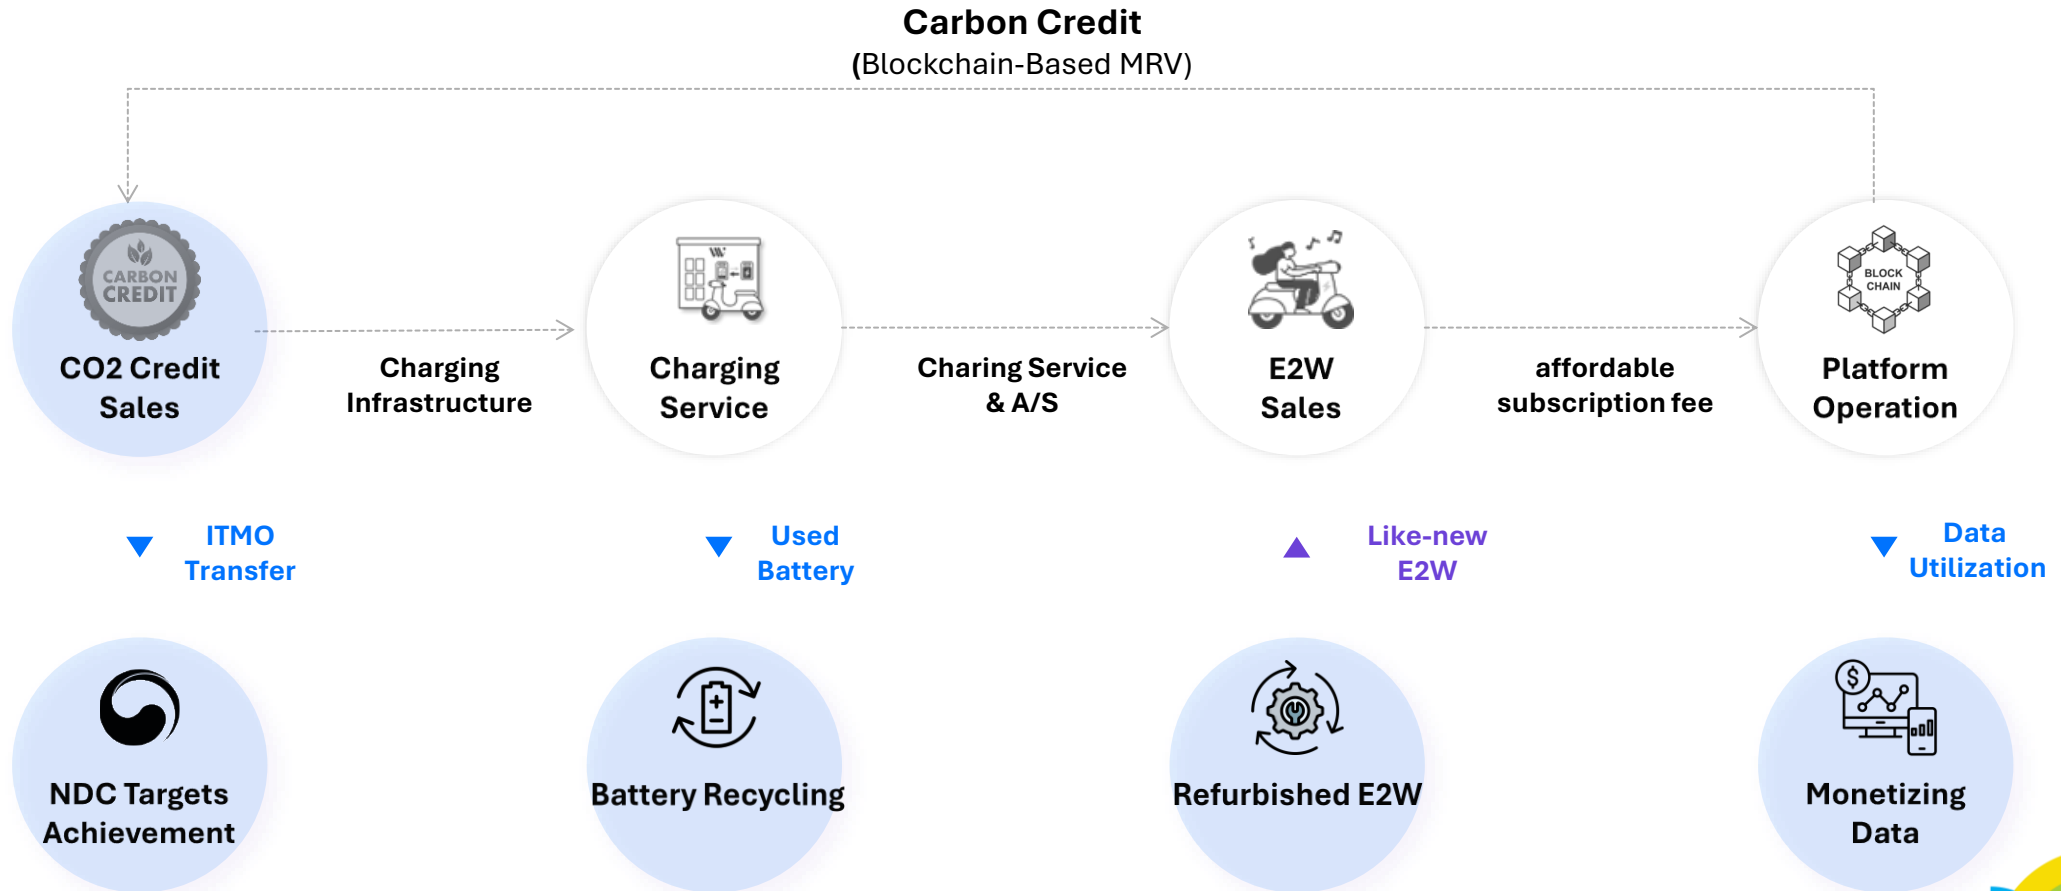 Carbon Credit
(Blockchain-Based MRV)
CARBON
CREDIT
CO2 Credit
Sales
Charging
Infrastructure
Charging
Service
Charing Service
& A/S
E2W
Sales
affordable
subscription fee
BLOCK
CHAIN
Platform
Operation
ITMO
Transfer
Used
Battery
Like-new
E2W
Data
Utilization
NDC Targets
Achievement
Battery Recycling
Refurbished E2W
$
Monetizing
Data